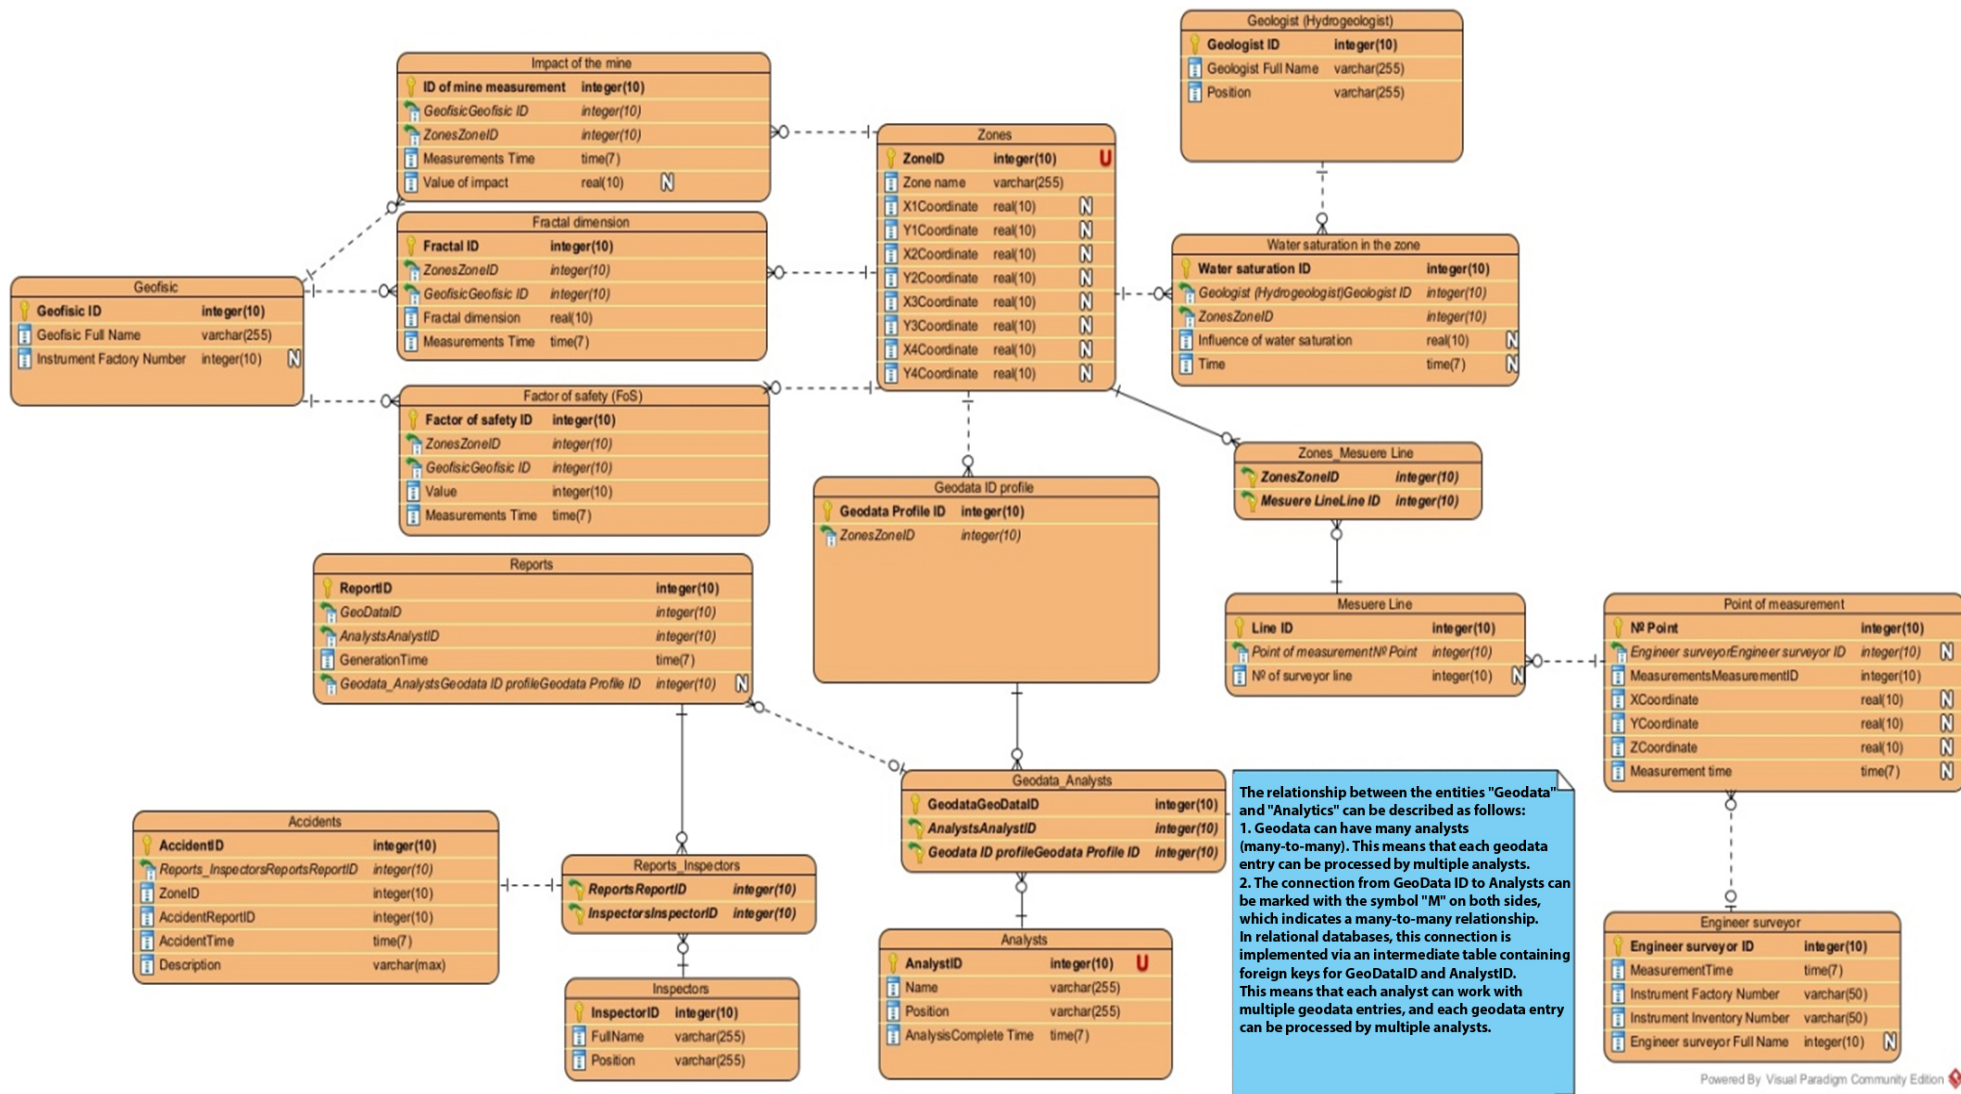 Geologist (Hydrogeologist)
Geologist ID integer(10)
Geologist Full Name varchar(255)
Position varchar(255)
Impact of the mine
ID of mine measurement integer(10)
GeofisicGeofisic ID integer(10)
ZonesZoneID integer(10)
Measurements Time time(7)
Value of impact real(10) N
Zones
ZoneID integer(10) U
Zone name varchar(255)
X1Coordinate real(10) N
Y1Coordinate real(10) N
X2Coordinate real(10) N
Y2Coordinate real(10) N
X3Coordinate real(10) N
Y3Coordinate real(10) N
X4Coordinate real(10) N
Y4Coordinate real(10) N
Fractal dimension
Fractal ID integer(10)
ZonesZoneID integer(10)
GeofisicGeofisic ID integer(10)
Fractal dimension real(10)
Measurements Time time(7)
Water saturation in the zone
Water saturation ID integer(10)
Geologist (Hydrogeologist)Geologist ID integer(10)
ZonesZoneID integer(10)
Influence of water saturation real(10) N
Time time(7) N
Geofisic
Geofisic ID integer(10)
Geofisic Full Name varchar(255)
Instrument Factory Number integer(10) N
Factor of safety (FoS)
Factor of safety ID integer(10)
ZonesZoneID integer(10)
GeofisicGeofisic ID integer(10)
Value integer(10)
Measurements Time time(7)
Zones_Mesuere Line
ZonesZoneID integer(10)
Mesuere LineLine ID integer(10)
Geodata ID profile
Geodata Profile ID integer(10)
ZonesZoneID integer(10)
Reports
ReportID integer(10)
GeoDataID integer(10)
AnalystsAnalystID integer(10)
GenerationTime time(7)
Geodata_AnalystsGeodata ID profileGeodata Profile ID integer(10) N
Mesuere Line
Line ID integer(10)
Point of measurementNº Point integer(10)
Nº of surveyor line integer(10) N
Point of measurement
Nº Point integer(10)
Engineer surveyorEngineer surveyor ID integer(10) N
MeasurementsMeasurementID integer(10)
XCoordinate real(10) N
YCoordinate real(10) N
ZCoordinate real(10) N
Measurement time time(7) N
Geodata_Analysts
GeodataGeoDataID integer(10)
AnalystsAnalystID integer(10)
Geodata ID profileGeodata Profile ID integer(10)
The relationship between the entities "Geodata"
and "Analytics" can be described as follows:
1. Geodata can have many analysts
(many-to-many). This means that each geodata
entry can be processed by multiple analysts.
2. The connection from GeoData ID to Analysts can
be marked with the symbol "M" on both sides,
which indicates a many-to-many relationship.
In relational databases, this connection is
implemented via an intermediate table containing
foreign keys for GeoDataID and AnalystID.
This means that each analyst can work with
multiple geodata entries, and each geodata entry
can be processed by multiple analysts.
Accidents
AccidentID integer(10)
Reports_InspectorsReportsReportID integer(10)
ZoneID integer(10)
AccidentReportID integer(10)
AccidentTime time(7)
Description varchar(max)
Reports_Inspectors
ReportsReportID integer(10)
InspectorsInspectorID integer(10)
Inspectors
InspectorID integer(10)
FullName varchar(255)
Position varchar(255)
Analysts
AnalystID integer(10) U
Name varchar(255)
Position varchar(255)
AnalysisComplete Time time(7)
Engineer surveyor
Engineer surveyor ID integer(10)
MeasurementTime time(7)
Instrument Factory Number varchar(50)
Instrument Inventory Number varchar(50)
Engineer surveyor Full Name integer(10) N
Powered By Visual Paradigm Community Edition